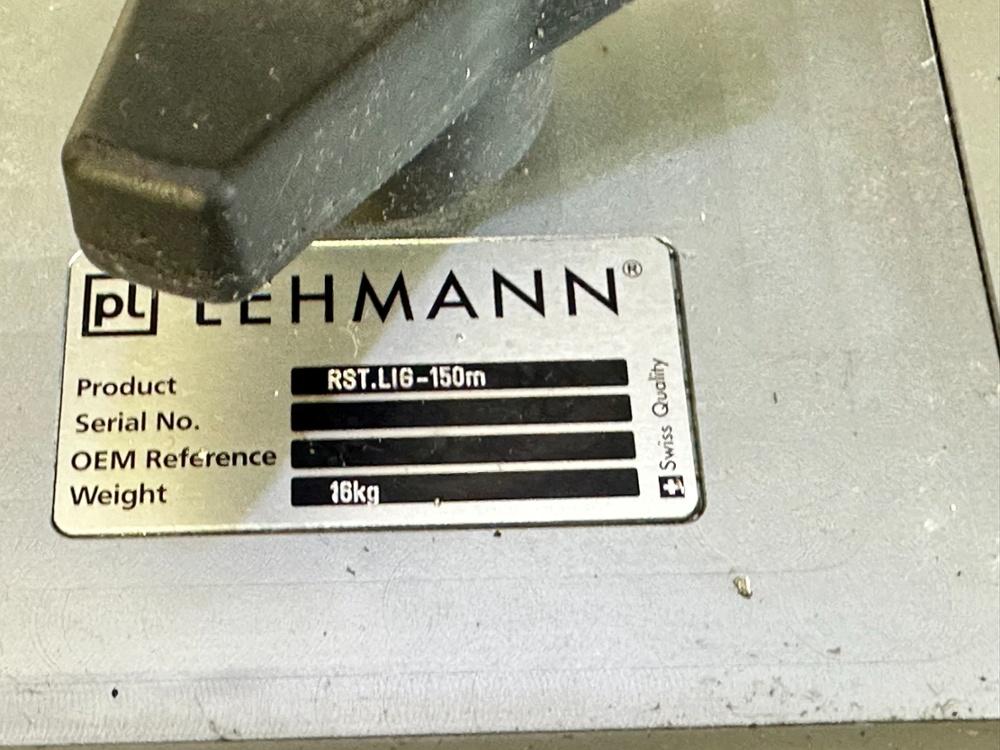 pl LEHMANN®
Product RST.LIG-150m
Serial No.
OEM Reference
Weight 16kg
Swiss Quality